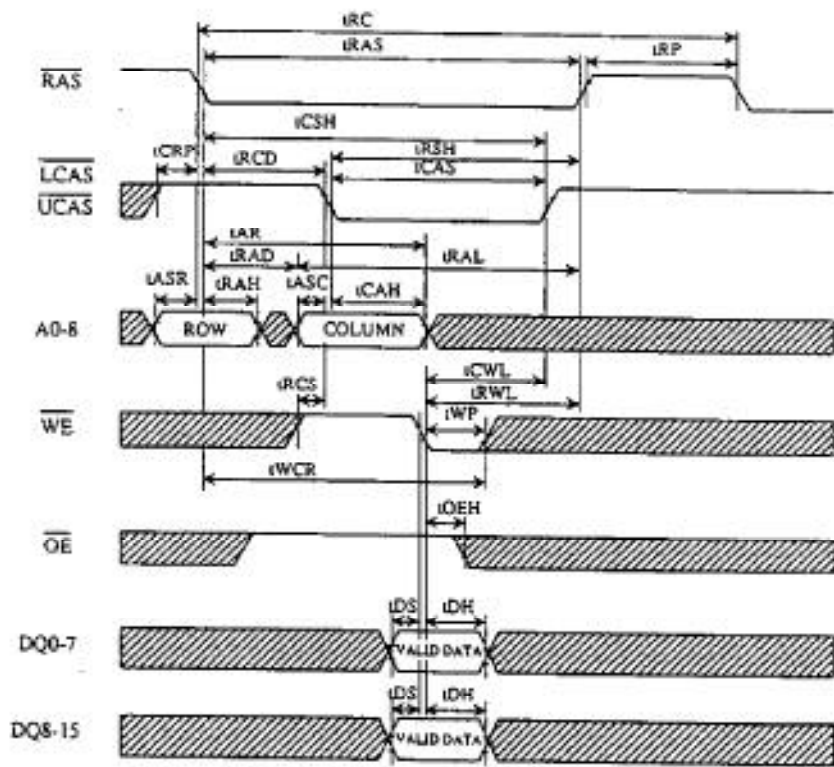 tRC
tRAS
tRP
RAS
tCSH
tCRP
tRCD
tRSH
LCAS
tCAS
UCAS
tAR
tRAD
tRAL
tASR
tRAH
tASC
tCAH
A0-8
ROW
COLUMN
tCWL
tRCS
tRWL
WE
tWP
tWCR
tOEH
OE
tDS
tDH
DQ0-7
VALID DATA
tDS
tDH
DQ8-15
VALID DATA